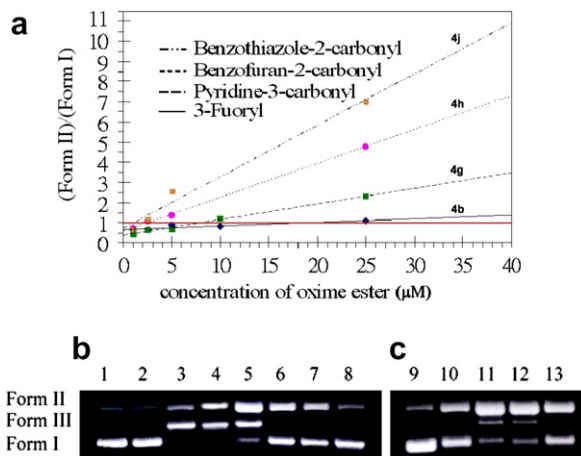 a
11
10
9
8
7
6
5
4
3
2
1
0
(Form II)/(Form I)
Benzothiazole-2-carbonyl
Benzofuran-2-carbonyl
Pyridine-3-carbonyl
3-Fuoryl
4j
4h
4g
4b
0 5 10 15 20 25 30 35 40
concentration of oxime ester (μM)
b
1 2 3 4 5 6 7 8
c
9 10 11 12 13
Form II
Form III
Form I